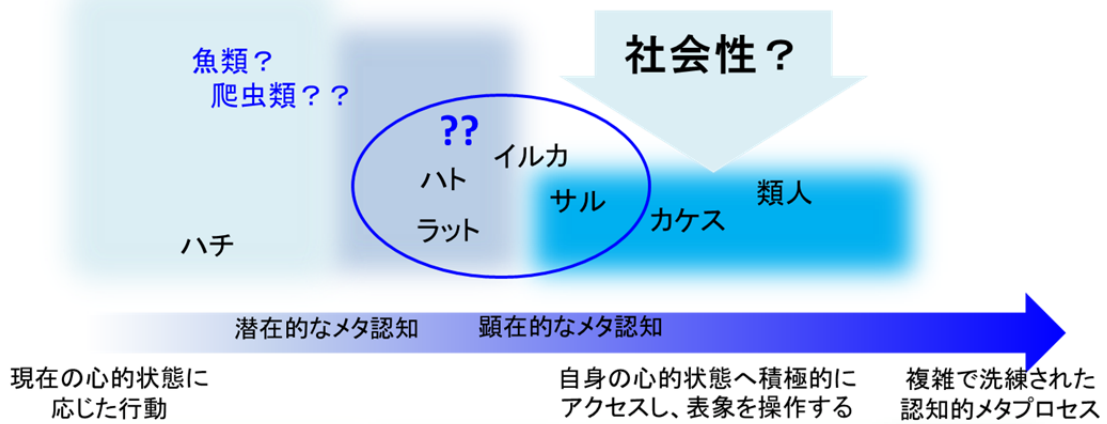 魚類？
爬虫類？？
社会性？
??
イルカ
ハト
サル
類人
カケス
ラット
ハチ
潜在的なメタ認知
顕在的なメタ認知
現在の心的状態に
応じた行動
自身の心的状態へ積極的に
アクセスし、表象を操作する
複雑で洗練された
認知的メタプロセス